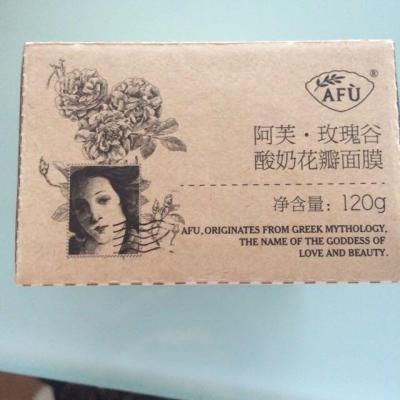 AFÙ®
阿芙·玫瑰谷
酸奶花瓣面膜
净含量：120g
AFU, ORIGINATES FROM GREEK MYTHOLOGY,
THE NAME OF THE GODDESS OF
LOVE AND BEAUTY.